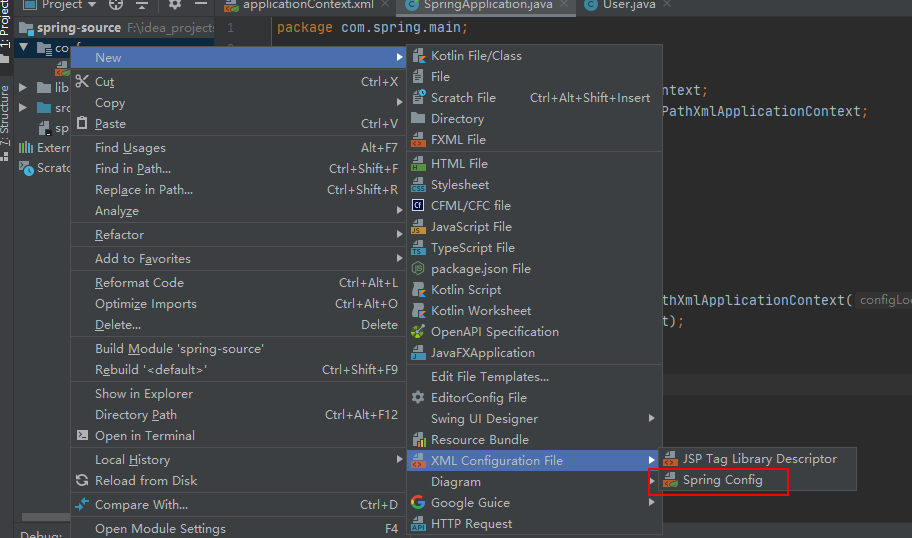 Project
applicationContext.xml
SpringApplication.java
User.java
1: Project
Z: Structure
spring-source F:\idea_projects
1
package com.spring.main;
New
Cut Ctrl+X
Copy
Paste Ctrl+V
Find Usages Alt+F7
Find in Path... Ctrl+Shift+F
Replace in Path... Ctrl+Shift+R
Analyze
Refactor
Add to Favorites
Reformat Code Ctrl+Alt+L
Optimize Imports Ctrl+Alt+O
Delete... Delete
Build Module 'spring-source'
Rebuild '<default>' Ctrl+Shift+F9
Show in Explorer
Directory Path Ctrl+Alt+F12
Open in Terminal
Local History
Reload from Disk
Compare With... Ctrl+D
Open Module Settings F4
lib
src
sp
Extern
Scratc
Debug:
Kotlin File/Class
File
Scratch File Ctrl+Alt+Shift+Insert
Directory
FXML File
HTML File
Stylesheet
CFML/CFC file
JavaScript File
TypeScript File
package.json File
Kotlin Script
Kotlin Worksheet
OpenAPI Specification
JavaFXApplication
Edit File Templates...
EditorConfig File
Swing UI Designer
Resource Bundle
XML Configuration File
Diagram
Google Guice
HTTP Request
JSP Tag Library Descriptor
Spring Config
ntext;
PathXmlApplicationContext;
thXmlApplicationContext( configLoc
t);